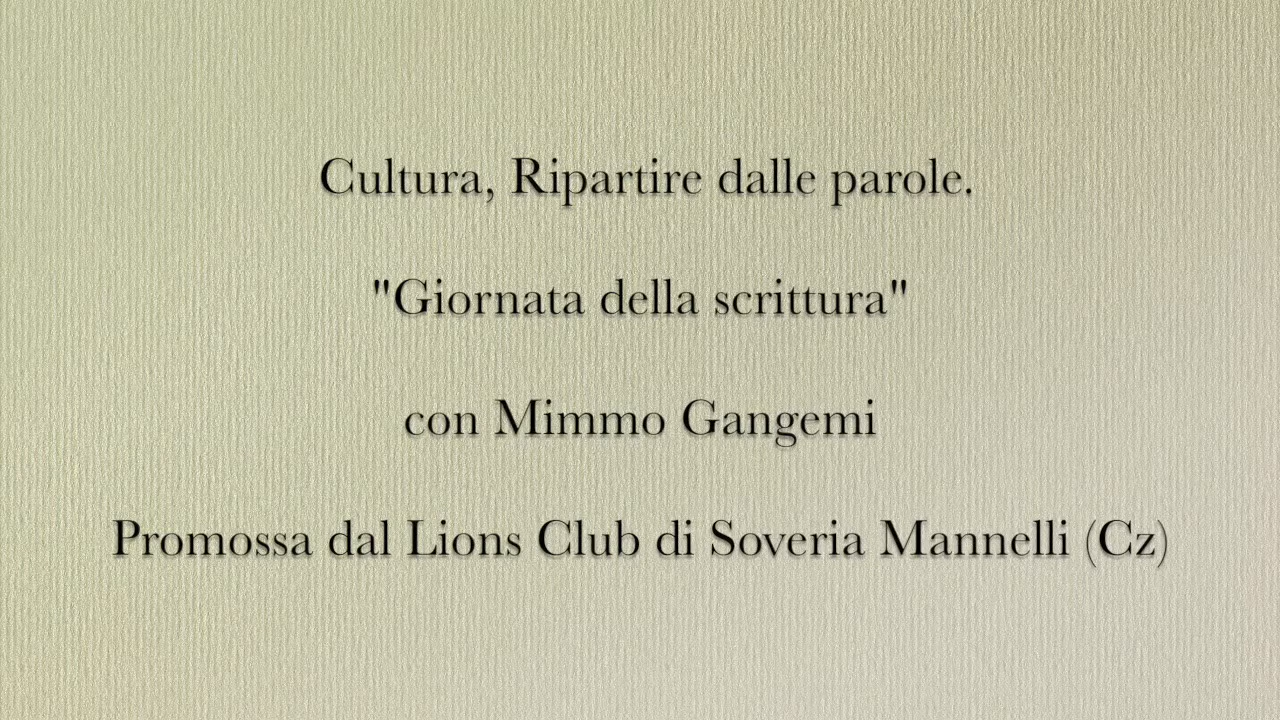 Cultura, Ripartire dalle parole.
"Giornata della scrittura"
con Mimmo Gangemi
Promossa dal Lions Club di Soveria Mannelli (Cz)